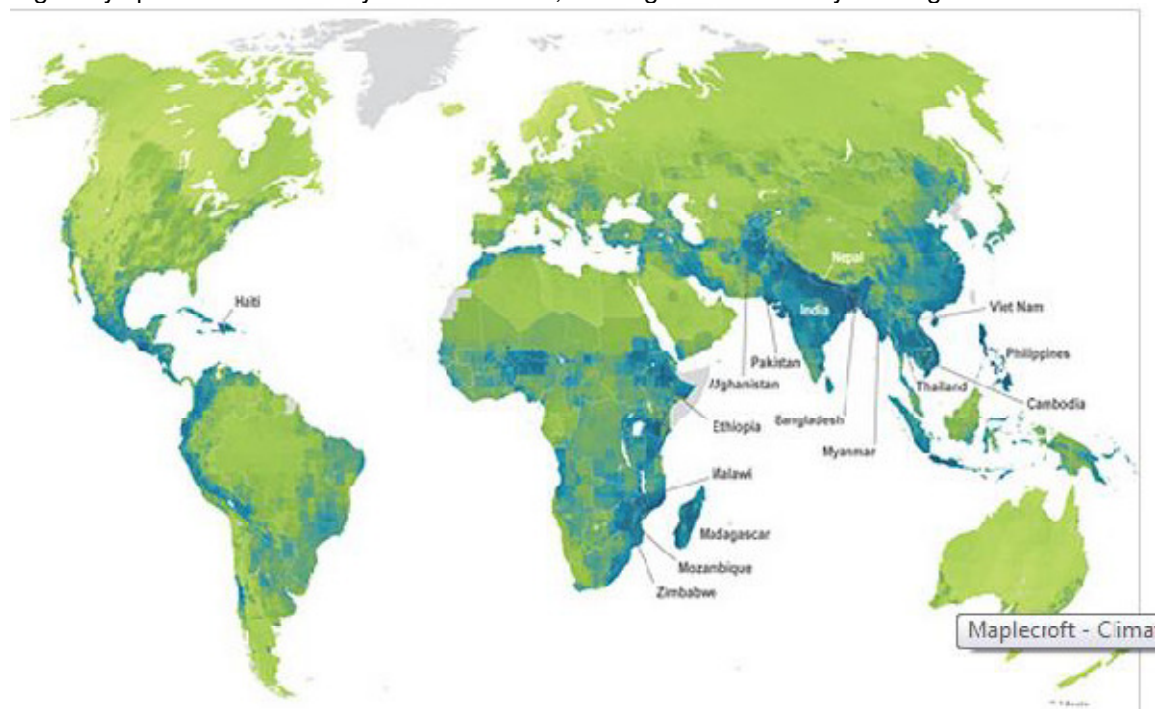 Haiti
Nepal
India
Viet Nam
Pakistan
Philippines
Afghanistan
Thailand
Cambodia
Ethiopia
Bangladesh
Myanmar
Malawi
Madagascar
Mozambique
Zimbabwe
Maplecroft - Clima